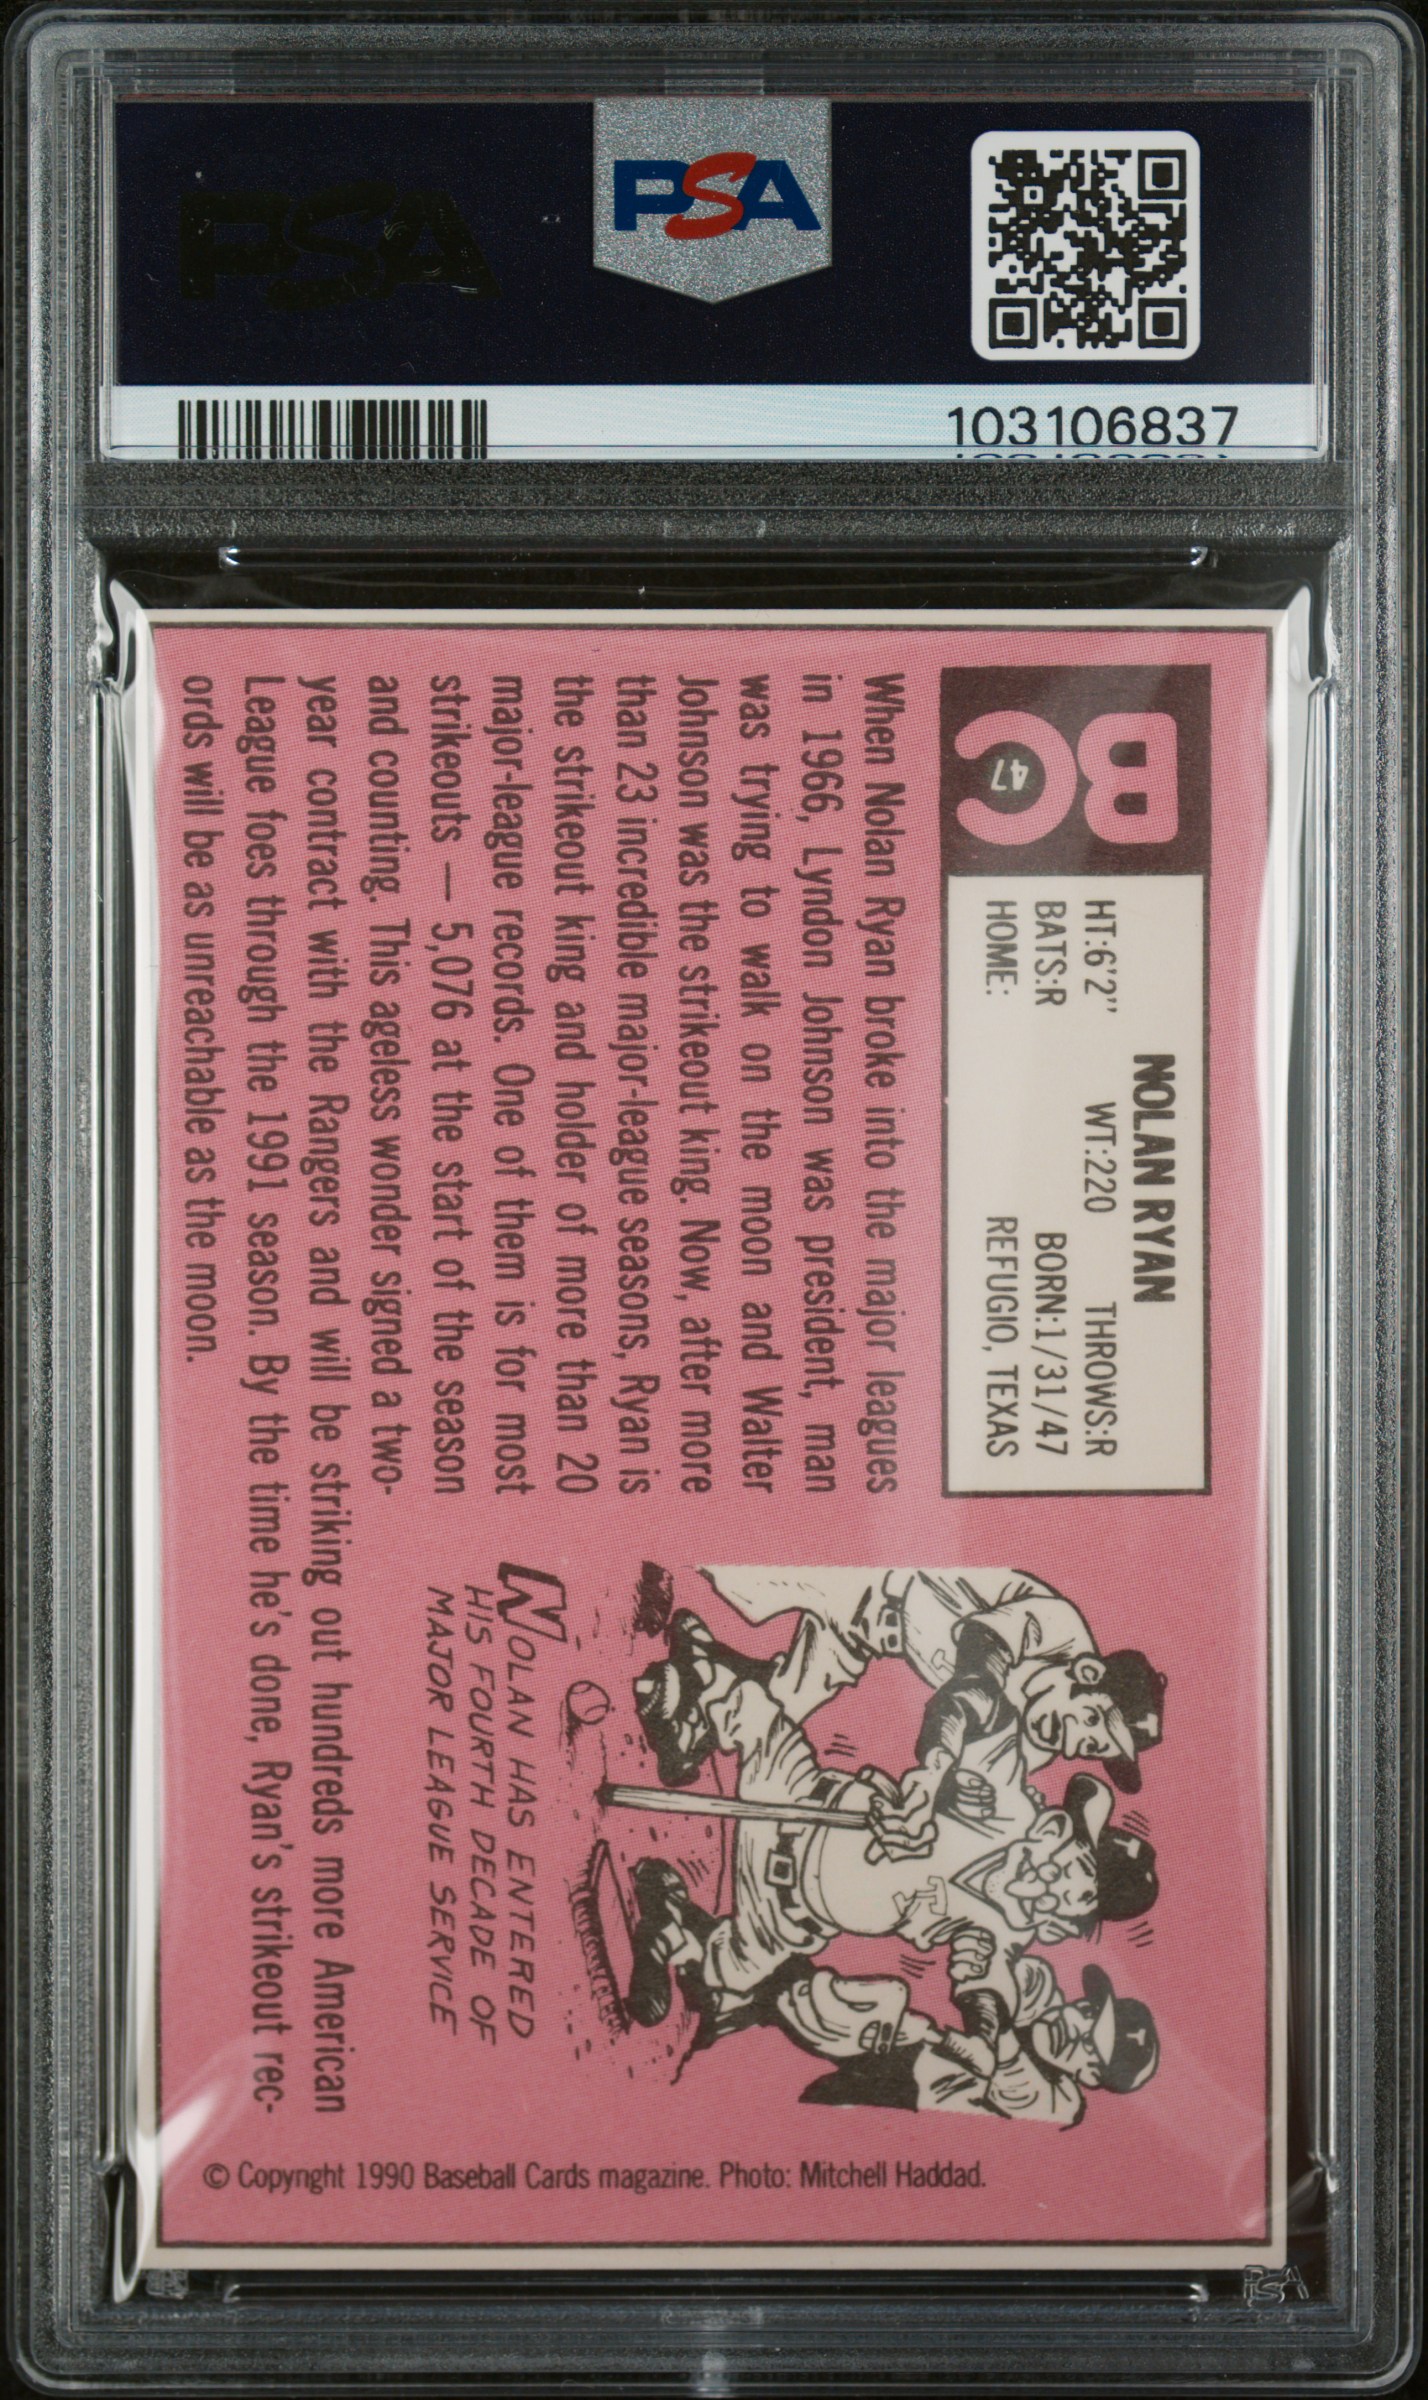 PSA
PSA
103106837
BC
47
NOLAN RYAN
HT:6'2" WT:220 THROWS:R
BATS:R BORN:1/31/47
HOME: REFUGIO, TEXAS
When Nolan Ryan broke into the major leagues
in 1966, Lyndon Johnson was president, man
was trying to walk on the moon and Walter
Johnson was the strikeout king. Now, after more
than 23 incredible major-league seasons, Ryan is
the strikeout king and holder of more than 20
major-league records. One of them is for most
strikeouts — 5,076 at the start of the season
and counting. This ageless wonder signed a two-
year contract with the Rangers and will be striking out hundreds more American
League foes through the 1991 season. By the time he's done, Ryan's strikeout rec-
ords will be as unreachable as the moon.
T
T
T
T
NOLAN HAS ENTERED
HIS FOURTH DECADE OF
MAJOR LEAGUE SERVICE
© Copyright 1990 Baseball Cards magazine. Photo: Mitchell Haddad.
PSA